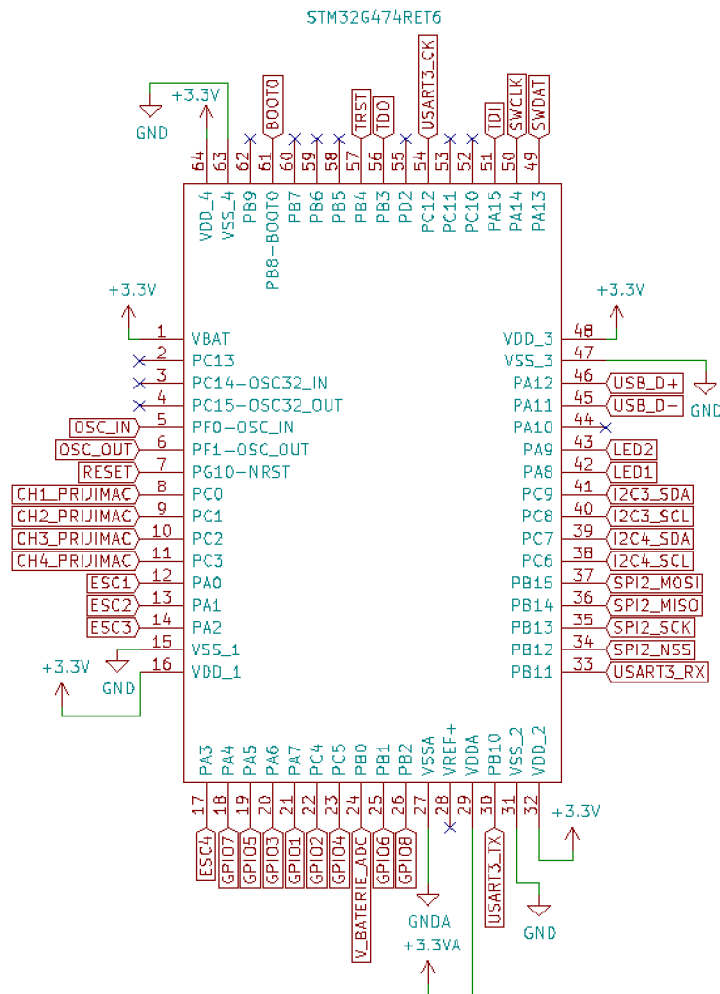 STM32G474RET6
+3.3V
GND
BOOT0
TRST
TDO
USART3_CK
TDI
SWCLK
SWDAT
64
63
62
61
60
59
58
57
56
55
54
53
52
51
50
49
VDD_4
VSS_4
PB9
PB8-BOOT0
PB7
PB6
PB5
PB4
PB3
PD2
PC12
PC11
PC10
PA15
PA14
PA13
+3.3V
+3.3V
1 VBAT
2 PC13
3 PC14-OSC32_IN
4 PC15-OSC32_OUT
OSC_IN 5 PF0-OSC_IN
OSC_OUT 6 PF1-OSC_OUT
RESET 7 PG10-NRST
CH1_PRIJIMAC 8 PC0
CH2_PRIJIMAC 9 PC1
CH3_PRIJIMAC 10 PC2
CH4_PRIJIMAC 11 PC3
ESC1 12 PA0
ESC2 13 PA1
ESC3 14 PA2
15 VSS_1
16 VDD_1
GND
+3.3V
VDD_3 48
VSS_3 47
PA12 46 USB_D+
PA11 45 USB_D-
GND
PA10 44
PA9 43 LED2
PA8 42 LED1
PC9 41 I2C3_SDA
PC8 40 I2C3_SCL
PC7 39 I2C4_SDA
PC6 38 I2C4_SCL
PB15 37 SPI2_MOSI
PB14 36 SPI2_MISO
PB13 35 SPI2_SCK
PB12 34 SPI2_NSS
PB11 33 USART3_RX
PA3
PA4
PA5
PA6
PA7
PC4
PC5
PB0
PB1
PB2
VSSA
VREF+
VDDA
PB10
VSS_2
VDD_2
17
18
19
20
21
22
23
24
25
26
27
28
29
30
31
32
ESC4
GPIO7
GPIO5
GPIO3
GPIO1
GPIO2
GPIO4
V_BATERIE_ADC
GPIO6
GPIO8
USART3_TX
+3.3V
GNDA
GND
+3.3VA